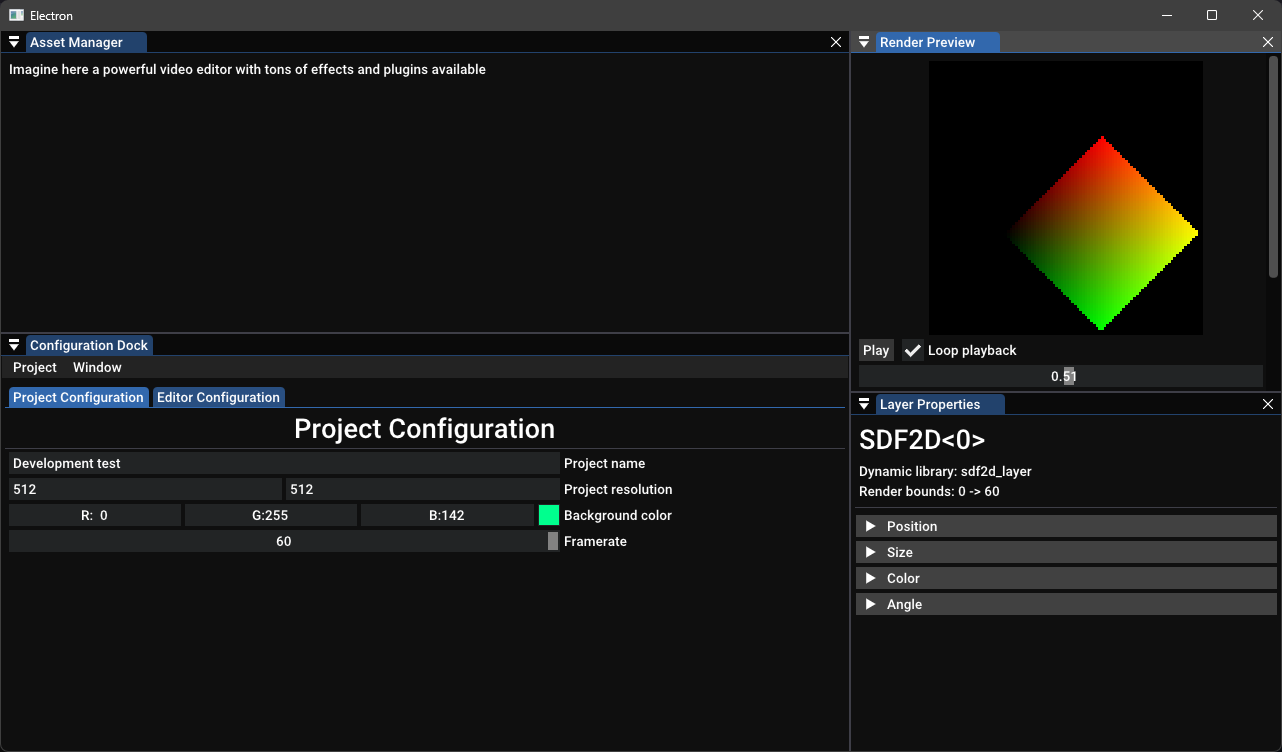 Electron
Asset Manager
Imagine here a powerful video editor with tons of effects and plugins available
Configuration Dock
Project Window
Project Configuration Editor Configuration
Project Configuration
Development test Project name
512 512 Project resolution
R: 0 G:255 B:142 Background color
60 Framerate
Render Preview
Play Loop playback
0.51
Layer Properties
SDF2D<0>
Dynamic library: sdf2d_layer
Render bounds: 0 -> 60
Position
Size
Color
Angle